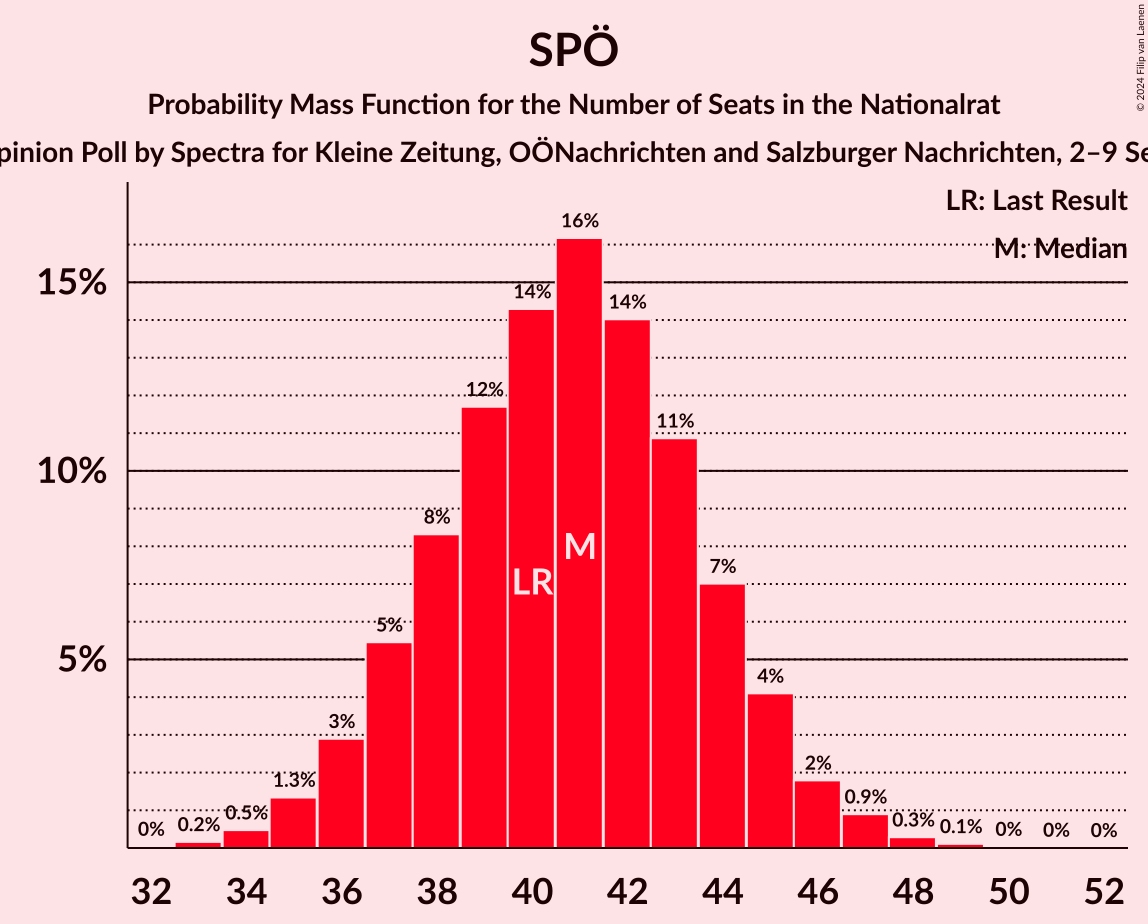 SPÖ
Probability Mass Function for the Number of Seats in the Nationalrat
pinion Poll by Spectra for Kleine Zeitung, OÖNachrichten and Salzburger Nachrichten, 2–9 Se
© 2024 Filip van Laenen
LR: Last Result
M: Median
15%
10%
5%
0% 0.2% 0.5% 1.3% 3% 5% 8% 12% 14% 16% 14% 11% 7% 4% 2% 0.9% 0.3% 0.1% 0% 0% 0%
LR M
32 34 36 38 40 42 44 46 48 50 52